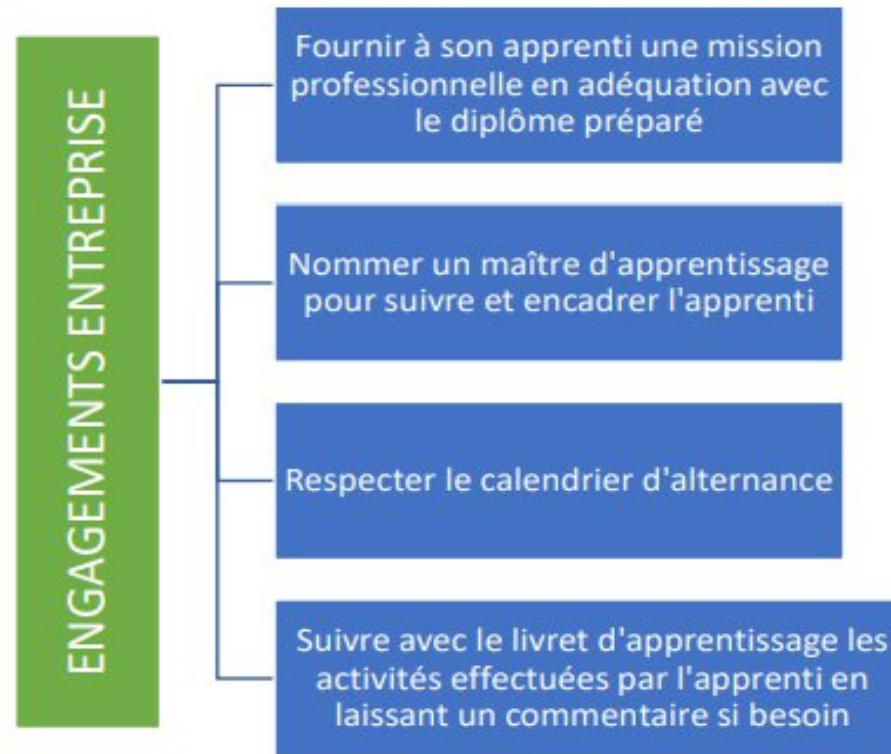 ENGAGEMENTS ENTREPRISE
Fournir à son apprenti une mission
professionnelle en adéquation avec
le diplôme préparé
Nommer un maître d'apprentissage
pour suivre et encadrer l'apprenti
Respecter le calendrier d'alternance
Suivre avec le livret d'apprentissage les
activités effectuées par l'apprenti en
laissant un commentaire si besoin